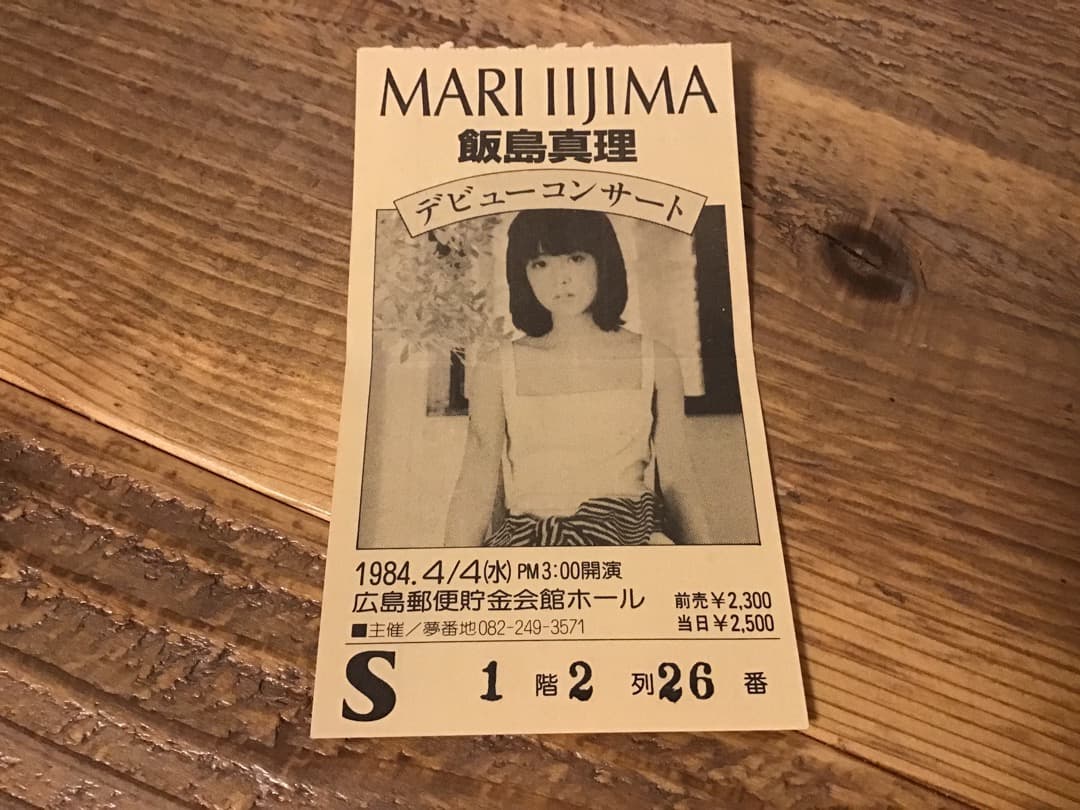 MARI IIJIMA
飯島真理
デビューコンサート
1984.4/4(水)PM3:00開演
広島郵便貯金会館ホール
前売¥2,300
当日¥2,500
■主催/夢番地082-249-3571
S 1階2列26番